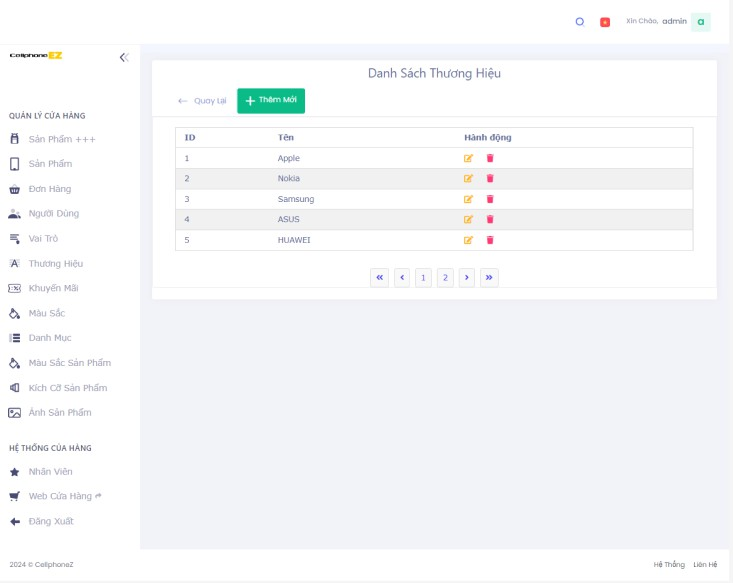 Xin Chào, admin a
CellphoneZ
Danh Sách Thương Hiệu
← Quay Lại + Thêm Mới
QUẢN LÝ CỬA HÀNG
Sản Phẩm +++
Sản Phẩm
Đơn Hàng
Người Dùng
Vai Trò
Thương Hiệu
Khuyến Mãi
Màu Sắc
Danh Mục
Màu Sắc Sản Phẩm
Kích Cỡ Sản Phẩm
Ảnh Sản Phẩm
HỆ THỐNG CỦA HÀNG
Nhân Viên
Web Cửa Hàng
Đăng Xuất
ID Tên Hành động
1 Apple
2 Nokia
3 Samsung
4 ASUS
5 HUAWEI
« ‹ 1 2 › »
2024 © CellphoneZ
Hệ Thống Liên Hệ